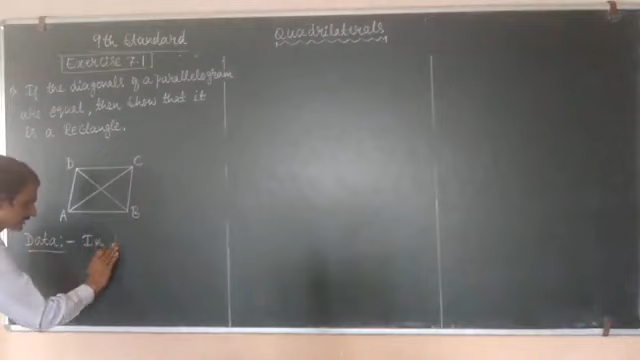 9th Standard
Quadrilaterals
Exercise 7.1
If the diagonals of a parallelogram
are equal, then show that it
is a Rectangle.
D C
A B
Data:- In